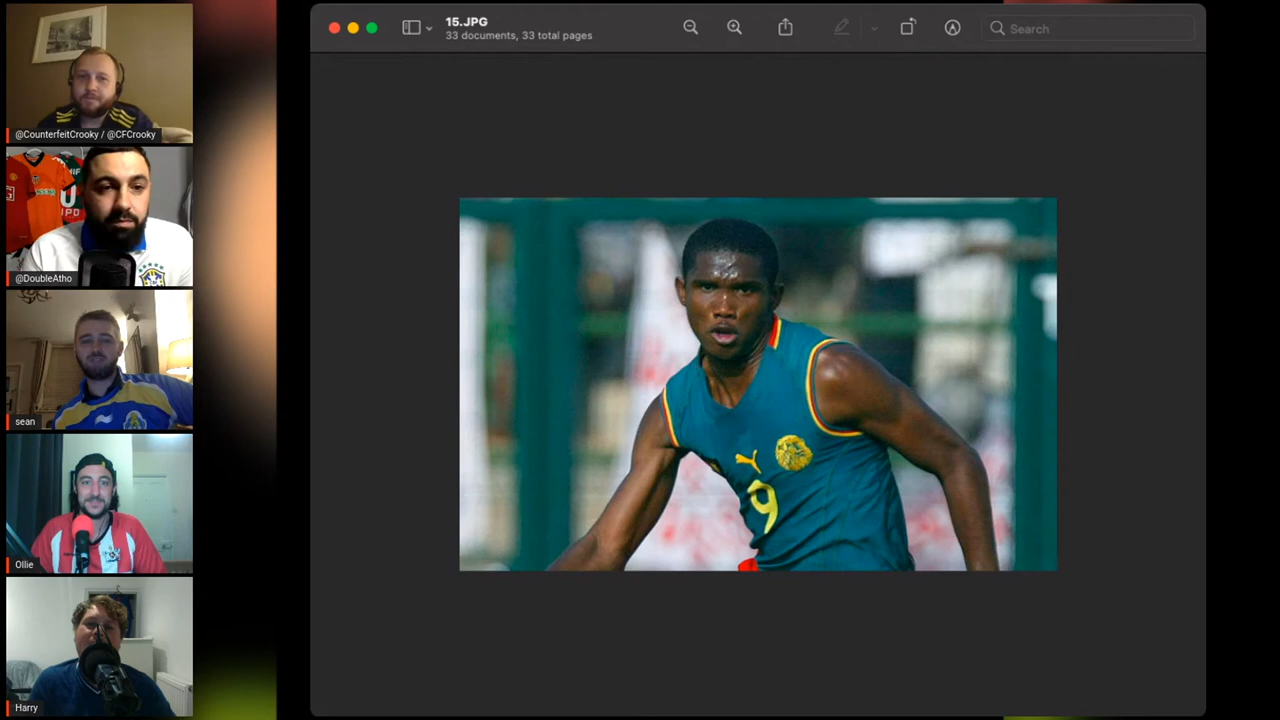 15.JPG
33 documents, 33 total pages
Search
@CounterfeitCrooky / @CFCrooky
@DoubleAtho
sean
Ollie
Harry
9